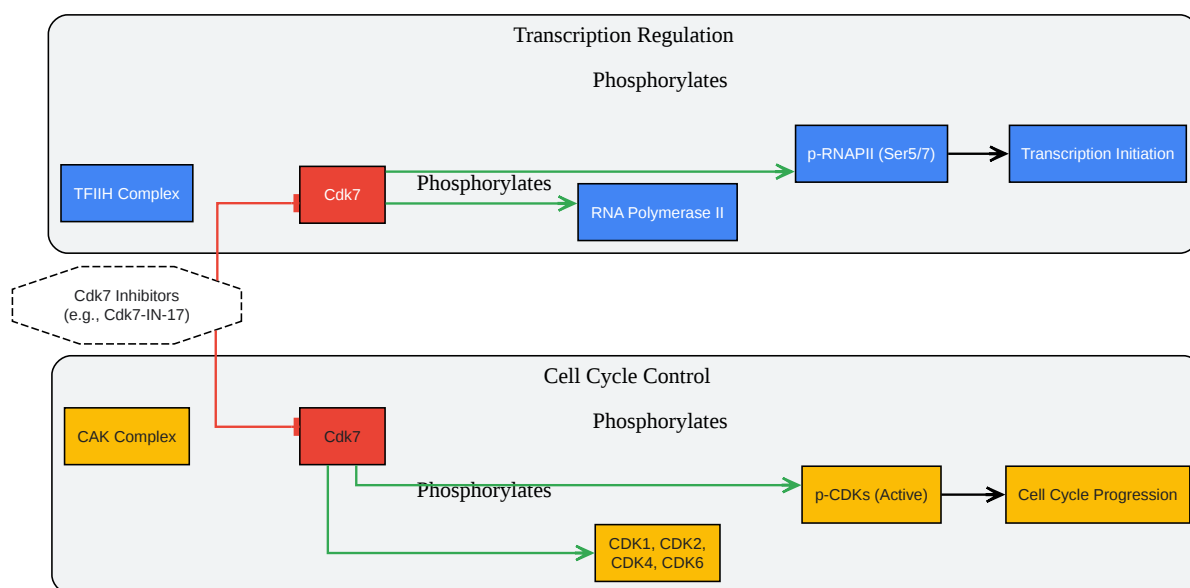 Transcription Regulation
Phosphorylates
p-RNAPII (Ser5/7)
Transcription Initiation
TFIIH Complex
Cdk7
Phosphorylates
RNA Polymerase II
Cdk7 Inhibitors
(e.g., Cdk7-IN-17)
Cell Cycle Control
Phosphorylates
CAK Complex
Cdk7
Phosphorylates
p-CDKs (Active)
Cell Cycle Progression
CDK1, CDK2,
CDK4, CDK6